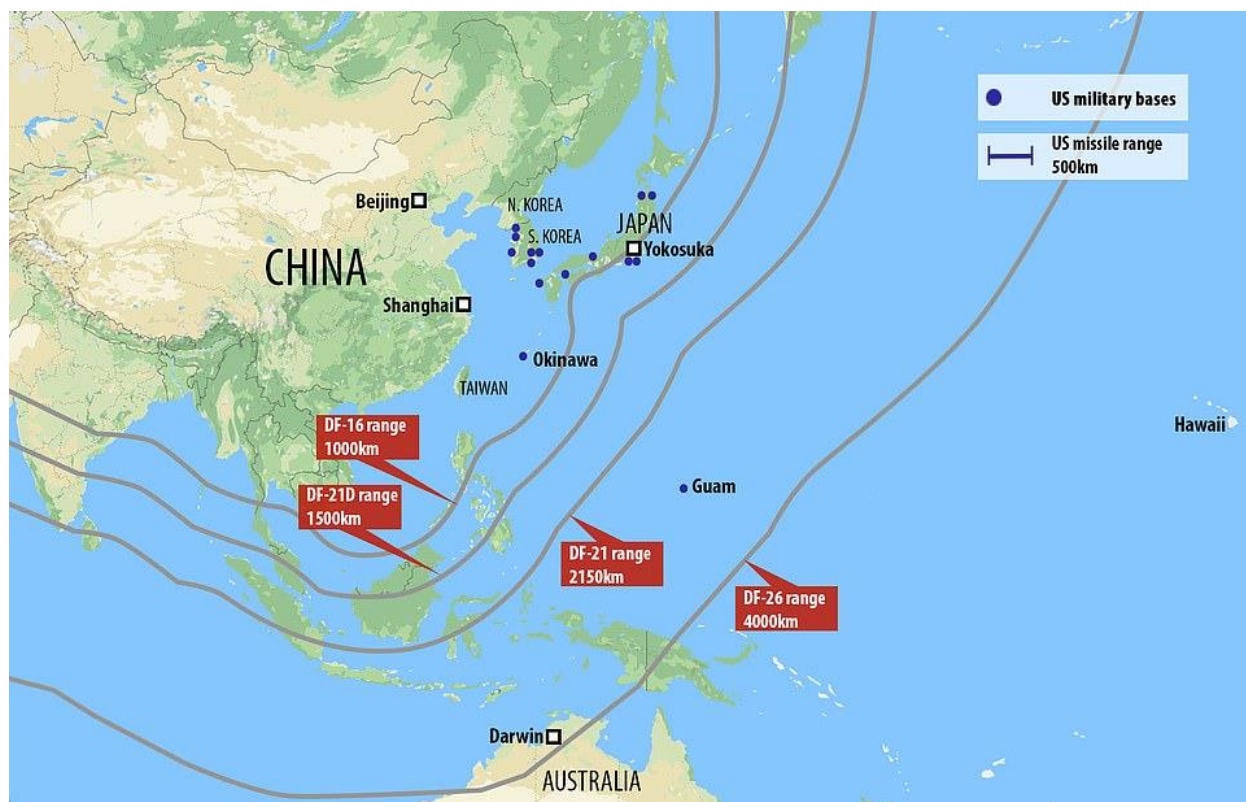 US military bases
US missile range
500km
Beijing
N. KOREA
S. KOREA
JAPAN
Yokosuka
CHINA
Shanghai
Okinawa
TAIWAN
DF-16 range
1000km
Hawaii
DF-21D range
1500km
Guam
DF-21 range
2150km
DF-26 range
4000km
Darwin
AUSTRALIA